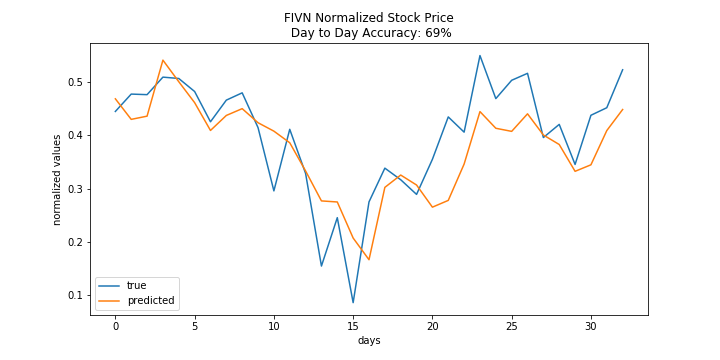 FIVN Normalized Stock Price
Day to Day Accuracy: 69%
normalized values
0.5
0.4
0.3
0.2
0.1
true
predicted
0
5
10
15
20
25
30
days